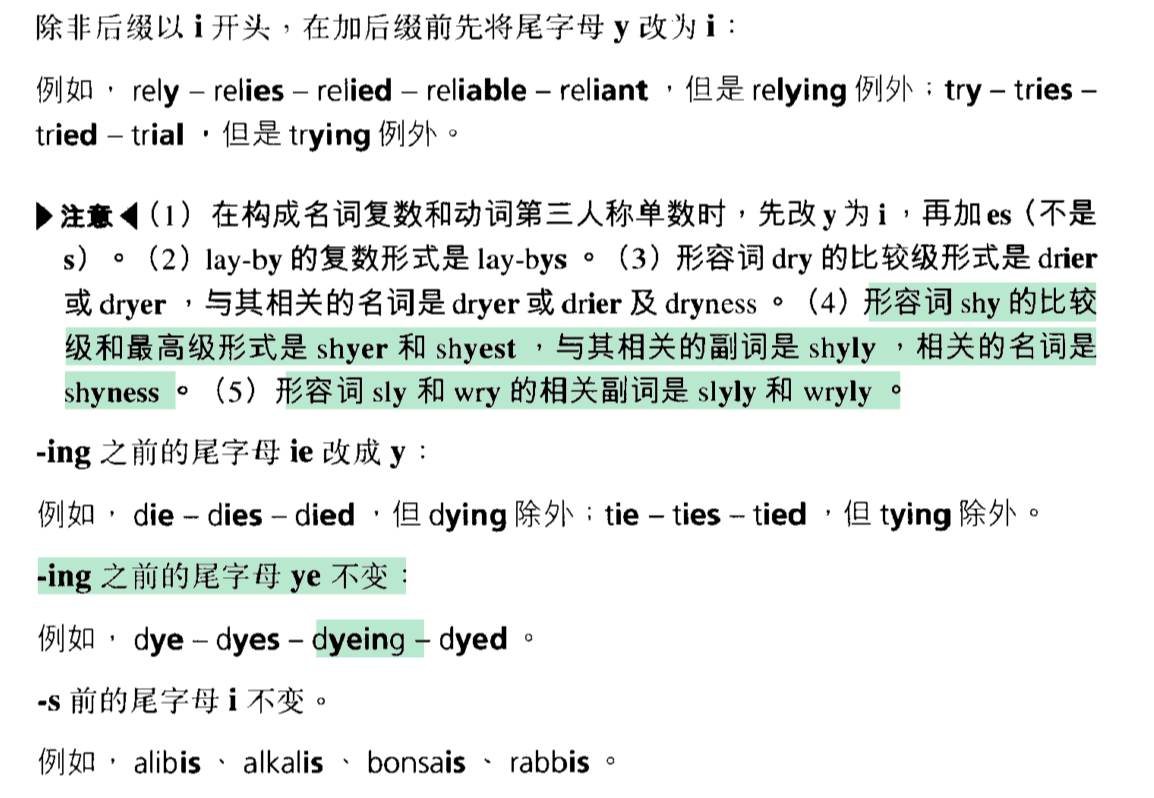 除非后缀以 i 开头，在加后缀前先将尾字母 y 改为 i：
例如， rely – relies – relied – reliable – reliant ，但是 relying 例外；try – tries –
tried – trial ，但是 trying 例外。
▶注意◀（1） 在构成名词复数和动词第三人称单数时，先改 y 为 i ，再加 es（不是
s）。（2）lay-by 的复数形式是 lay-bys 。（3）形容词 dry 的比较级形式是 drier
或 dryer ，与其相关的名词是 dryer 或 drier 及 dryness 。（4）形容词 shy 的比较
级和最高级形式是 shyer 和 shyest ，与其相关的副词是 shyly ，相关的名词是
shyness 。（5）形容词 sly 和 wry 的相关副词是 slyly 和 wryly 。
-ing 之前的尾字母 ie 改成 y：
例如， die – dies – died ，但 dying 除外；tie – ties – tied ，但 tying 除外。
-ing 之前的尾字母 ye 不变：
例如， dye – dyes – dyeing – dyed 。
-s 前的尾字母 i 不变。
例如， alibis 、 alkalis 、 bonsais 、 rabbis 。